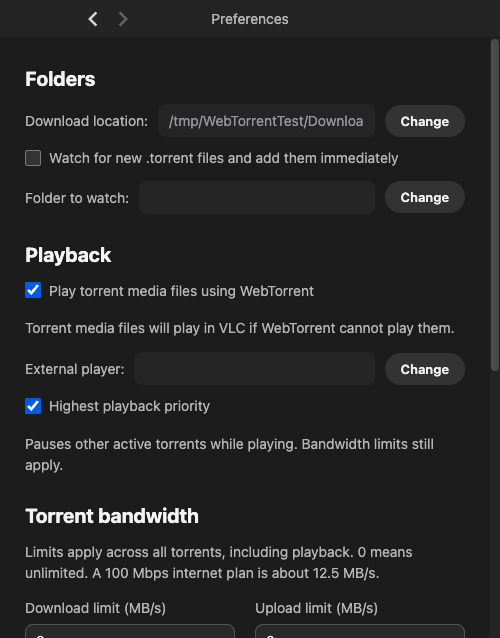 Preferences
Folders
Download location: /tmp/WebTorrentTest/Downloa Change
Watch for new .torrent files and add them immediately
Folder to watch: Change
Playback
Play torrent media files using WebTorrent
Torrent media files will play in VLC if WebTorrent cannot play them.
External player: Change
Highest playback priority
Pauses other active torrents while playing. Bandwidth limits still
apply.
Torrent bandwidth
Limits apply across all torrents, including playback. 0 means
unlimited. A 100 Mbps internet plan is about 12.5 MB/s.
Download limit (MB/s) Upload limit (MB/s)